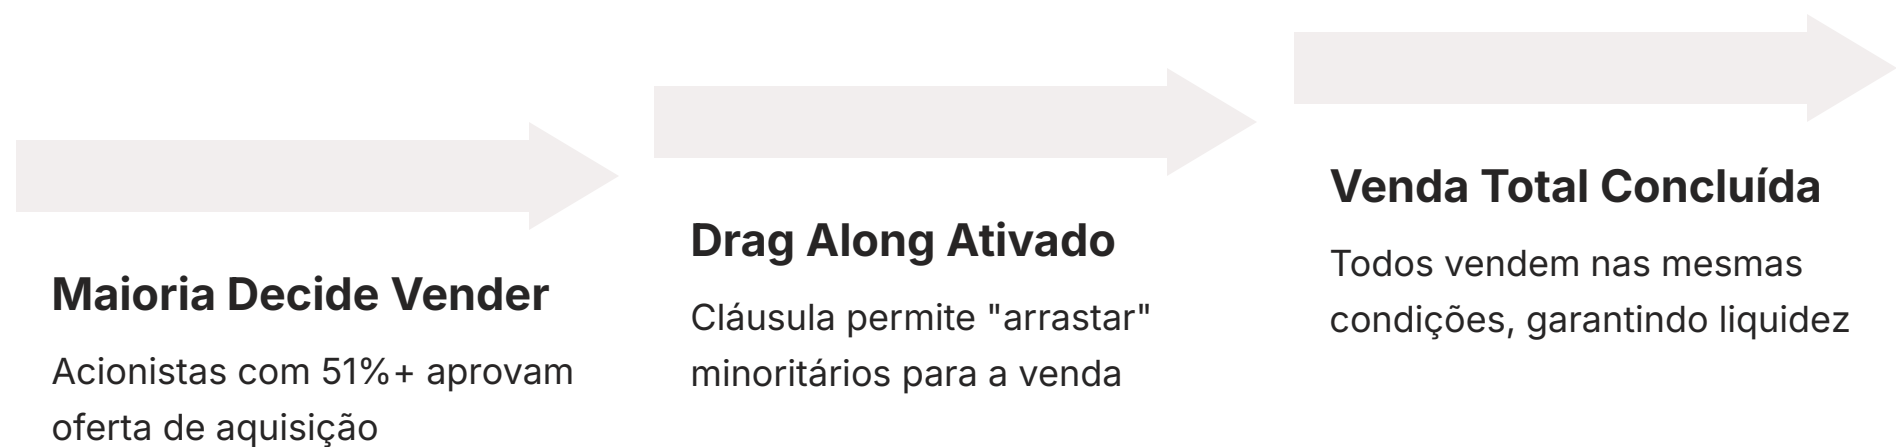 Maioria Decide Vender
Acionistas com 51%+ aprovam
oferta de aquisição
Drag Along Ativado
Cláusula permite "arrastar"
minoritários para a venda
Venda Total Concluída
Todos vendem nas mesmas
condições, garantindo liquidez